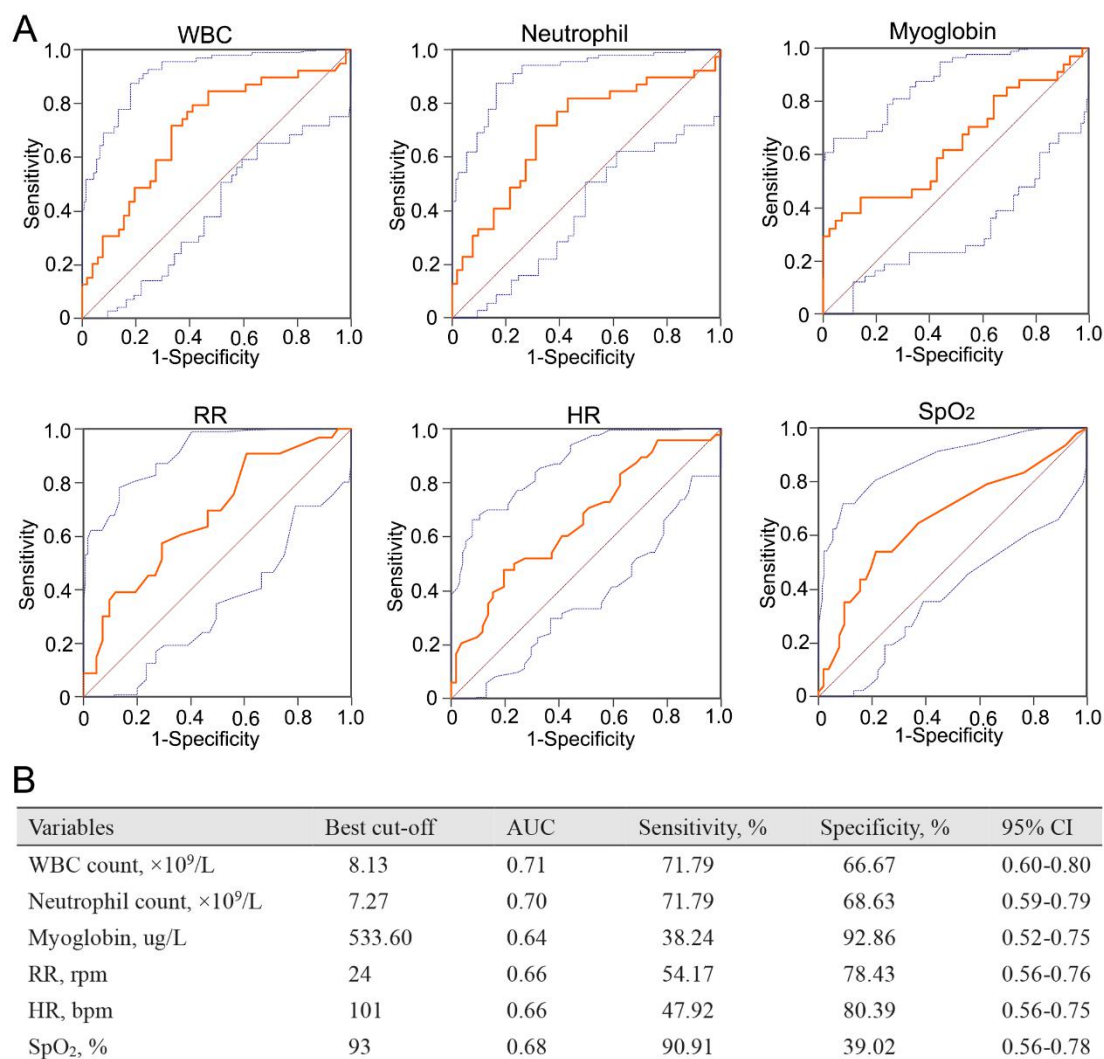 A
WBC
Neutrophil
Myoglobin
1.0
0.8
0.6
0.4
0.2
0
Sensitivity
0 0.2 0.4 0.6 0.8 1.0
1-Specificity
1.0
0.8
0.6
0.4
0.2
0
Sensitivity
0 0.2 0.4 0.6 0.8 1.0
1-Specificity
1.0
0.8
0.6
0.4
0.2
0
Sensitivity
0 0.2 0.4 0.6 0.8 1.0
1-Specificity
RR
HR
SpO2
1.0
0.8
0.6
0.4
0.2
0
Sensitivity
0 0.2 0.4 0.6 0.8 1.0
1-Specificity
1.0
0.8
0.6
0.4
0.2
0
Sensitivity
0 0.2 0.4 0.6 0.8 1.0
1-Specificity
1.0
0.8
0.6
0.4
0.2
0
Sensitivity
0 0.2 0.4 0.6 0.8 1.0
1-Specificity
B
Variables Best cut-off AUC Sensitivity, % Specificity, % 95% CI
WBC count, ×10⁹/L 8.13 0.71 71.79 66.67 0.60-0.80
Neutrophil count, ×10⁹/L 7.27 0.70 71.79 68.63 0.59-0.79
Myoglobin, ug/L 533.60 0.64 38.24 92.86 0.52-0.75
RR, rpm 24 0.66 54.17 78.43 0.56-0.76
HR, bpm 101 0.66 47.92 80.39 0.56-0.75
SpO₂, % 93 0.68 90.91 39.02 0.56-0.78